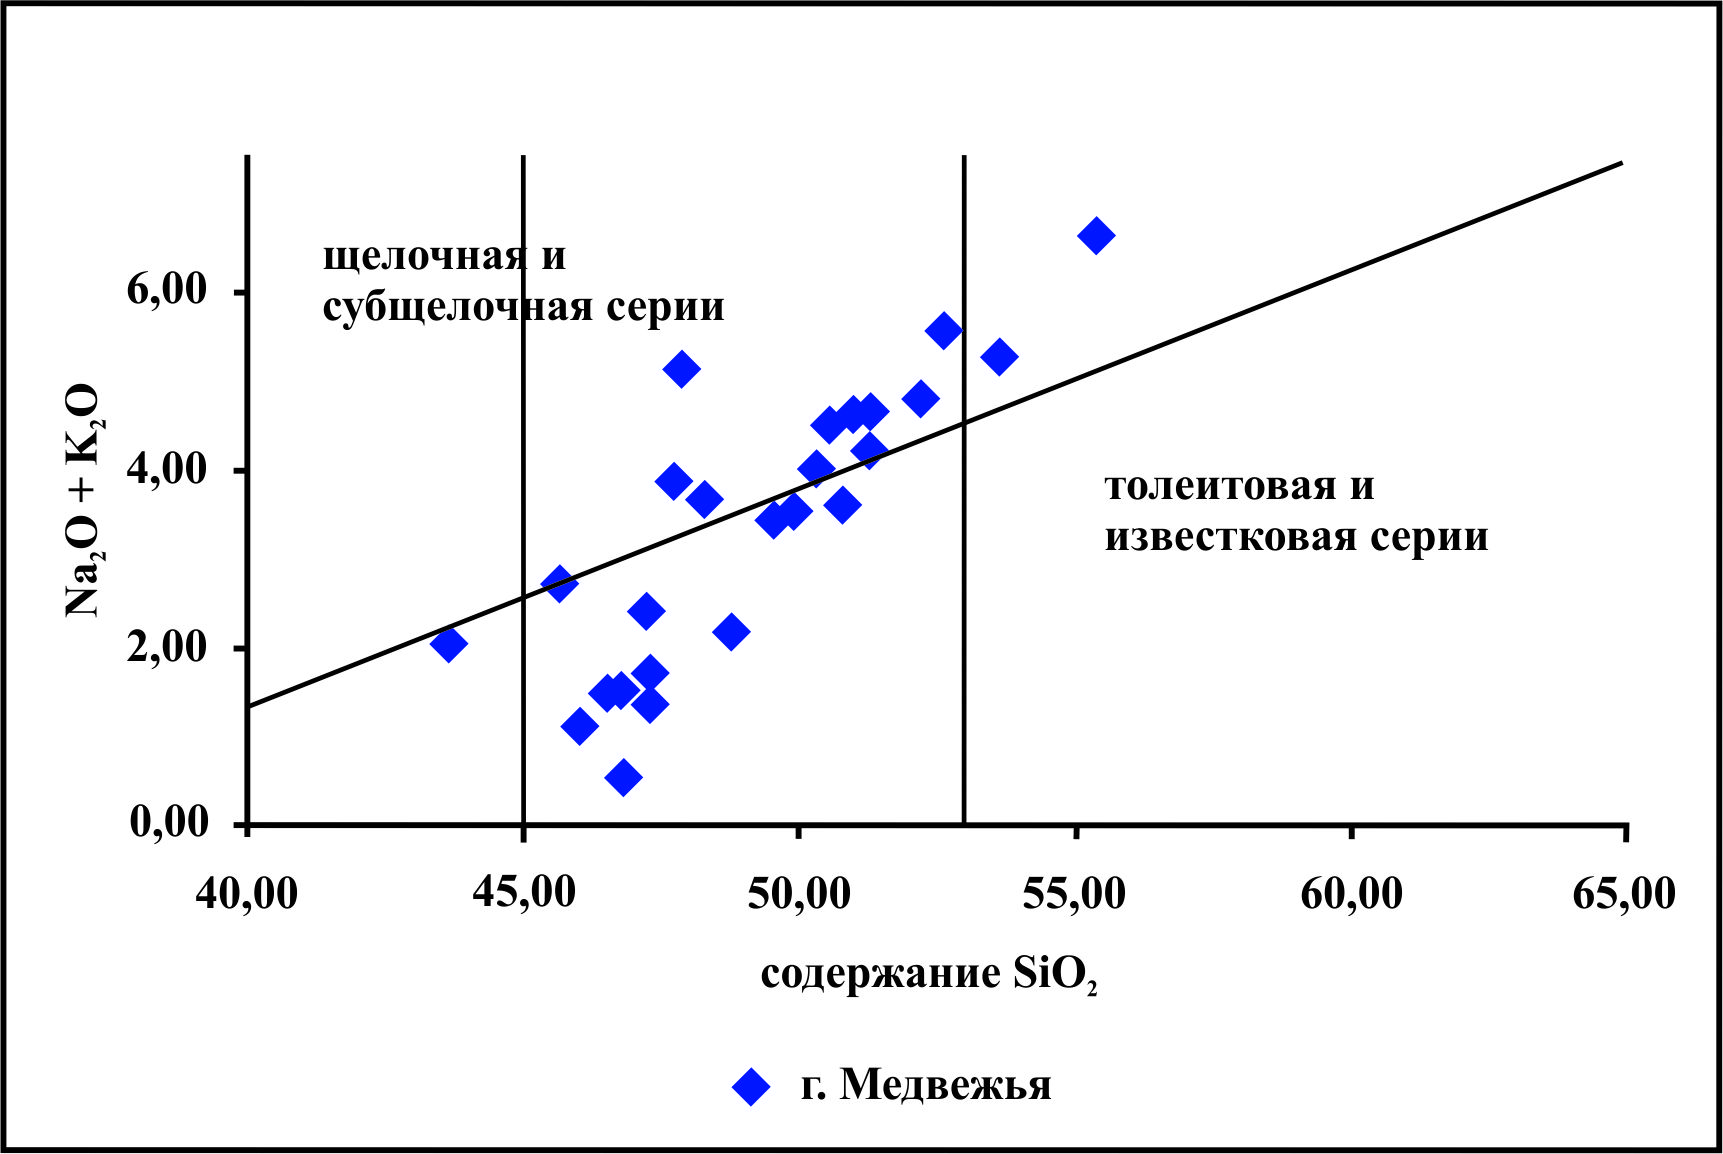 щелочная и
субщелочная серии
6,00
4,00
2,00
0,00
Na₂O + K₂O
толеитовая и
известковая серии
40,00 45,00 50,00 55,00 60,00 65,00
содержание SiO₂
г. Медвежья